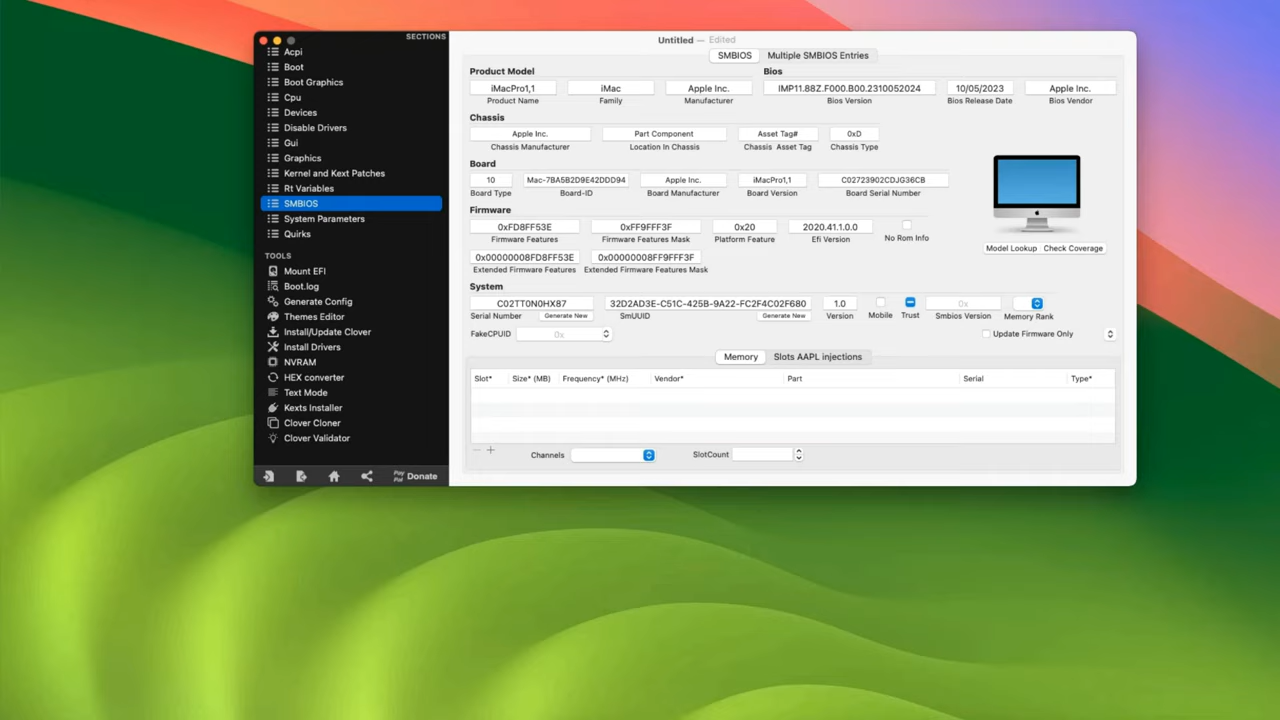 SECTIONS
Acpi
Boot
Boot Graphics
Cpu
Devices
Disable Drivers
Gui
Graphics
Kernel and Kext Patches
Rt Variables
SMBIOS
System Parameters
Quirks
TOOLS
Mount EFI
Boot.log
Generate Config
Themes Editor
Install/Update Clover
Install Drivers
NVRAM
HEX converter
Text Mode
Kexts Installer
Clover Cloner
Clover Validator
Pay Pal Donate
Untitled — Edited
SMBIOS Multiple SMBIOS Entries
Product Model Bios
iMacPro1,1 iMac Apple Inc. IMP11.88Z.F000.B00.2310052024 10/05/2023 Apple Inc.
Product Name Family Manufacturer Bios Version Bios Release Date Bios Vendor
Chassis
Apple Inc. Part Component Asset Tag# 0xD
Chassis Manufacturer Location In Chassis Chassis Asset Tag Chassis Type
Board
10 Mac-7BA5B2D9E42DDD94 Apple Inc. iMacPro1,1 C02723902CDJG36CB
Board Type Board-ID Board Manufacturer Board Version Board Serial Number
Firmware
0xFD8FF53E 0xFF9FFF3F 0x20 2020.41.1.0.0
Firmware Features Firmware Features Mask Platform Feature Efi Version No Rom Info
Model Lookup Check Coverage
0x00000008FD8FF53E 0x00000008FF9FFF3F
Extended Firmware Features Extended Firmware Features Mask
System
C02TT0N0HX87 32D2AD3E-C51C-425B-9A22-FC2F4C02F680 1.0 0x
Serial Number Generate New SmUUID Generate New Version Mobile Trust Smbios Version Memory Rank
FakeCPUID 0x Update Firmware Only
Memory Slots AAPL injections
Slot* Size* (MB) Frequency* (MHz) Vendor* Part Serial Type*
− + Channels SlotCount